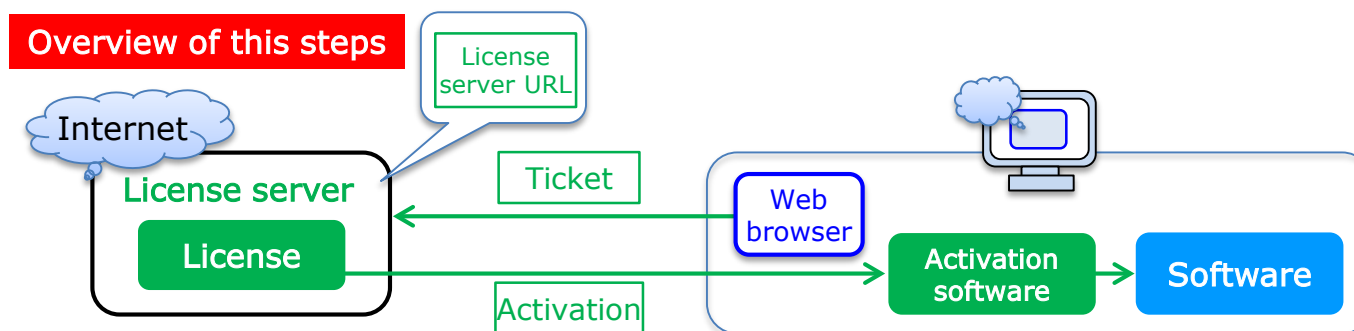 Overview of this steps
License
server URL
Internet
License server
License
Ticket
Web
browser
Activation
Activation
software
Software